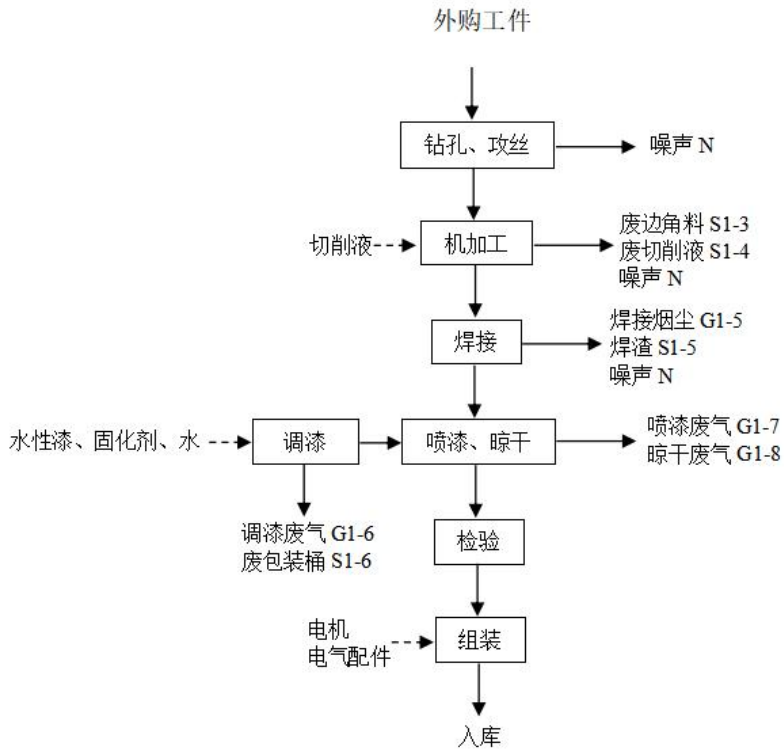 外购工件
钻孔、攻丝
噪声 N
切削液
机加工
废边角料 S1-3
废切削液 S1-4
噪声 N
焊接
焊接烟尘 G1-5
焊渣 S1-5
噪声 N
水性漆、固化剂、水
调漆
喷漆、晾干
喷漆废气 G1-7
晾干废气 G1-8
调漆废气 G1-6
废包装桶 S1-6
检验
电机
电气配件
组装
入库